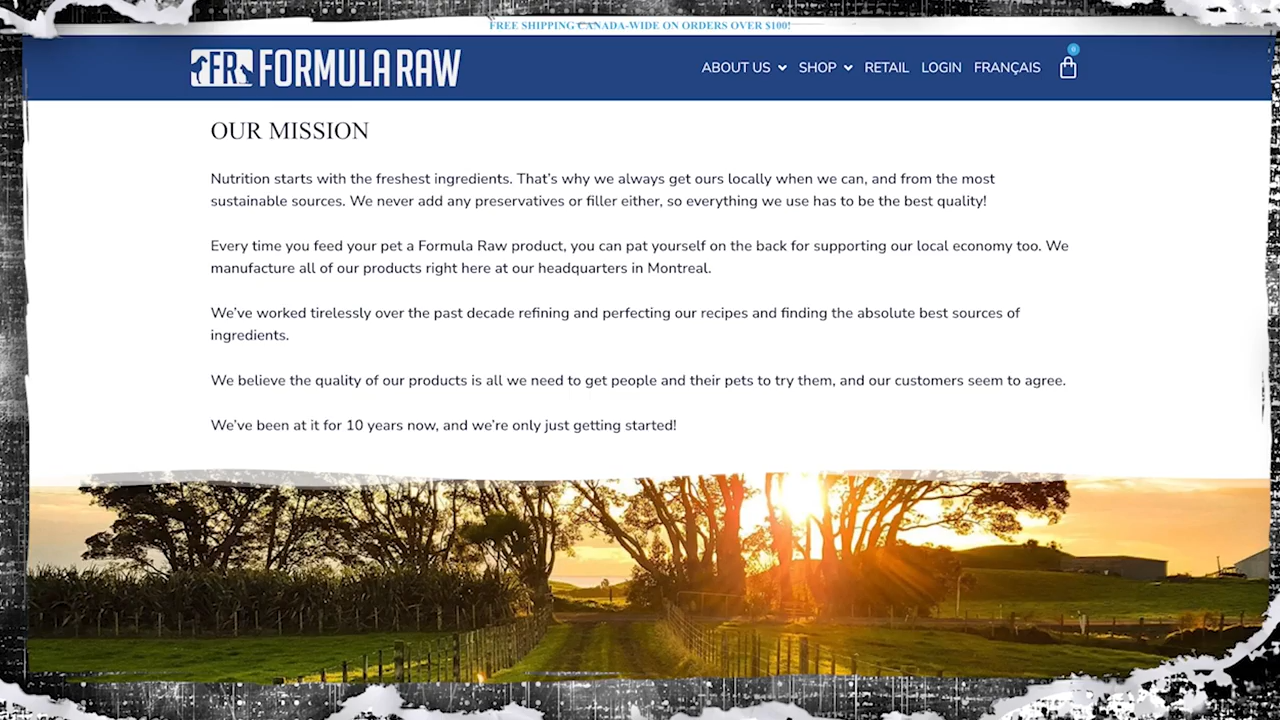 FREE SHIPPING CANADA-WIDE ON ORDERS OVER $100!
FR FORMULA RAW
ABOUT US SHOP RETAIL LOGIN FRANÇAIS 0
OUR MISSION
Nutrition starts with the freshest ingredients. That’s why we always get ours locally when we can, and from the most
sustainable sources. We never add any preservatives or filler either, so everything we use has to be the best quality!
Every time you feed your pet a Formula Raw product, you can pat yourself on the back for supporting our local economy too. We
manufacture all of our products right here at our headquarters in Montreal.
We’ve worked tirelessly over the past decade refining and perfecting our recipes and finding the absolute best sources of
ingredients.
We believe the quality of our products is all we need to get people and their pets to try them, and our customers seem to agree.
We’ve been at it for 10 years now, and we’re only just getting started!